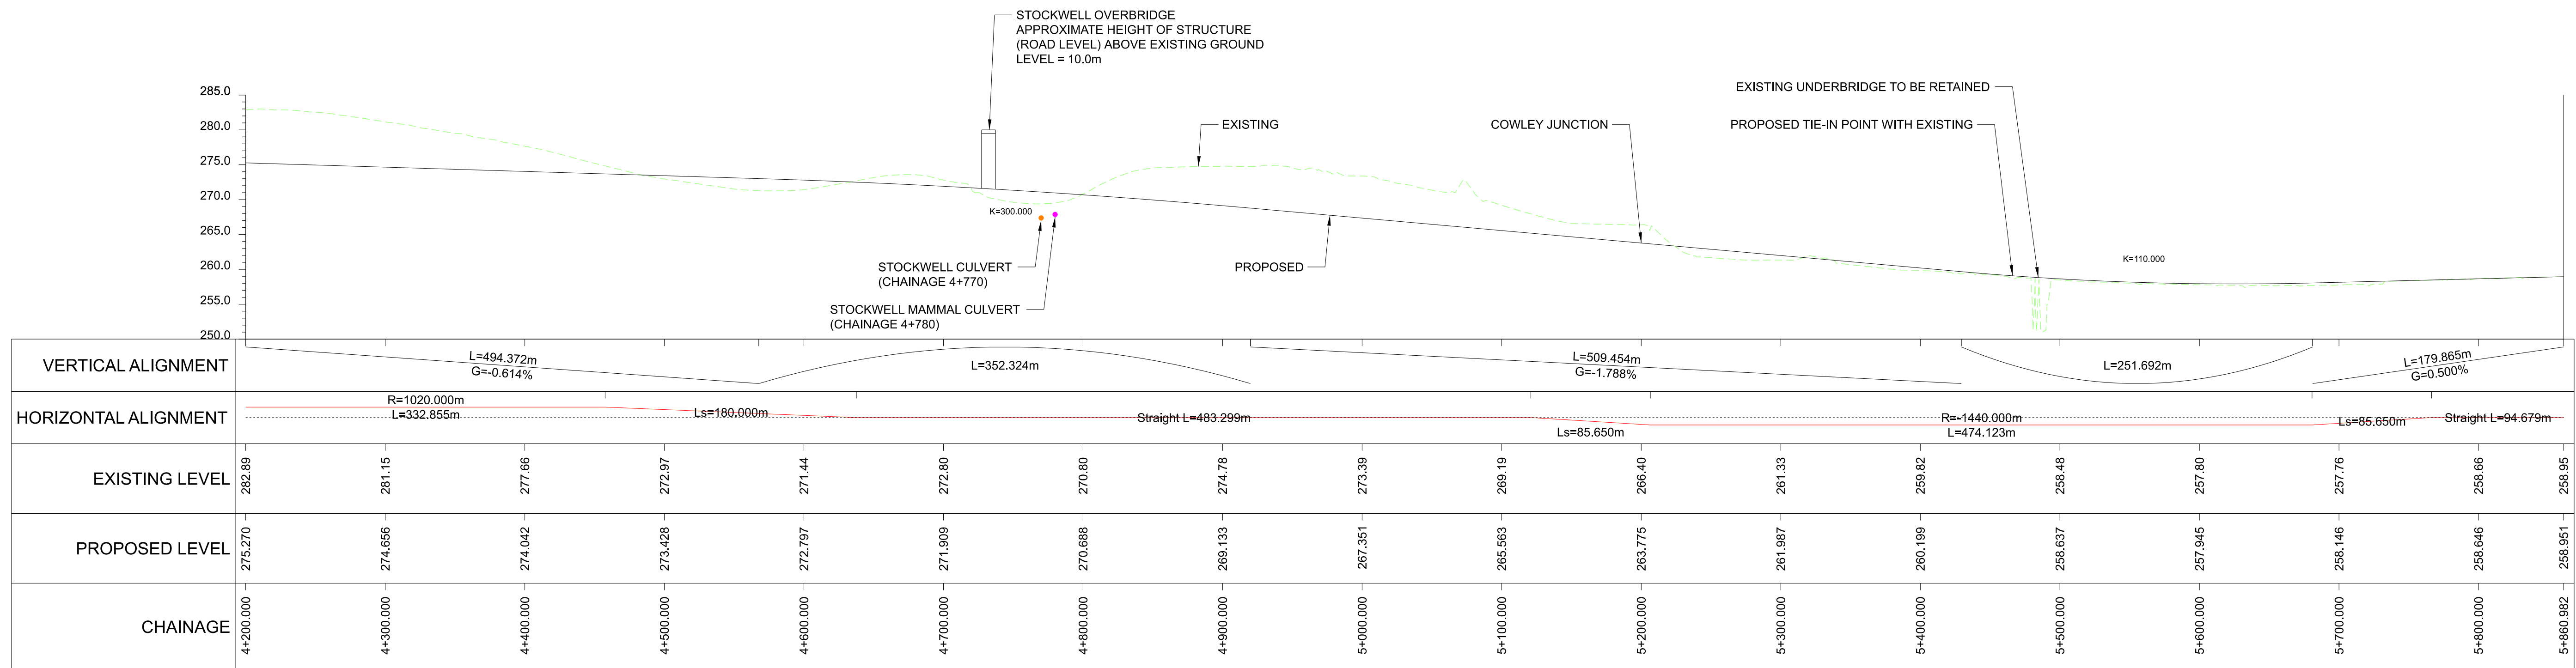 STOCKWELL OVERBRIDGE
APPROXIMATE HEIGHT OF STRUCTURE
(ROAD LEVEL) ABOVE EXISTING GROUND
LEVEL = 10.0m
EXISTING UNDERBRIDGE TO BE RETAINED
EXISTING
COWLEY JUNCTION
PROPOSED TIE-IN POINT WITH EXISTING
285.0
280.0
275.0
270.0
265.0
260.0
255.0
250.0
K=300.000
K=110.000
STOCKWELL CULVERT
(CHAINAGE 4+770)
PROPOSED
STOCKWELL MAMMAL CULVERT
(CHAINAGE 4+780)
VERTICAL ALIGNMENT
L=494.372m
G=-0.614%
L=352.324m
L=509.454m
G=-1.788%
L=251.692m
L=179.865m
G=0.500%
HORIZONTAL ALIGNMENT
R=1020.000m
L=332.855m
Ls=180.000m
Straight L=483.299m
Ls=85.650m
R=-1440.000m
L=474.123m
Ls=85.650m
Straight L=94.679m
EXISTING LEVEL
282.89
281.15
277.66
272.97
271.44
272.80
270.80
274.78
273.39
269.19
266.40
261.33
259.82
258.48
257.80
257.76
258.66
258.95
PROPOSED LEVEL
275.270
274.656
274.042
273.428
272.797
271.909
270.688
269.133
267.351
265.563
263.775
261.987
260.199
258.637
257.945
258.146
258.646
258.951
CHAINAGE
4+200.000
4+300.000
4+400.000
4+500.000
4+600.000
4+700.000
4+800.000
4+900.000
5+000.000
5+100.000
5+200.000
5+300.000
5+400.000
5+500.000
5+600.000
5+700.000
5+800.000
5+860.982